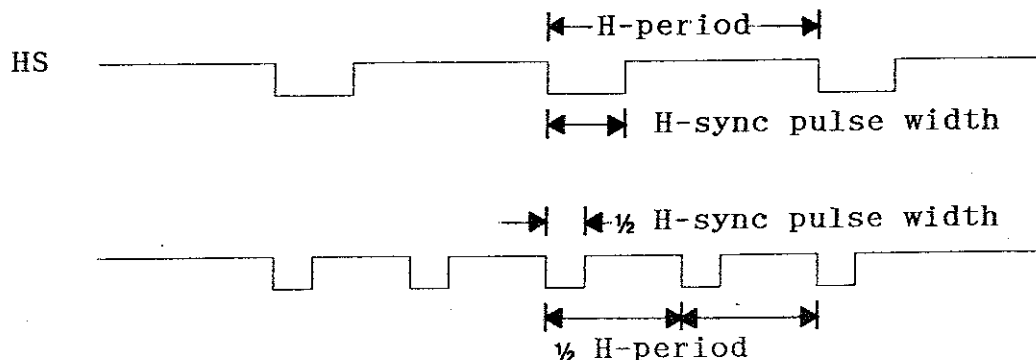 H-period
HS
H-sync pulse width
½ H-sync pulse width
½ H-period